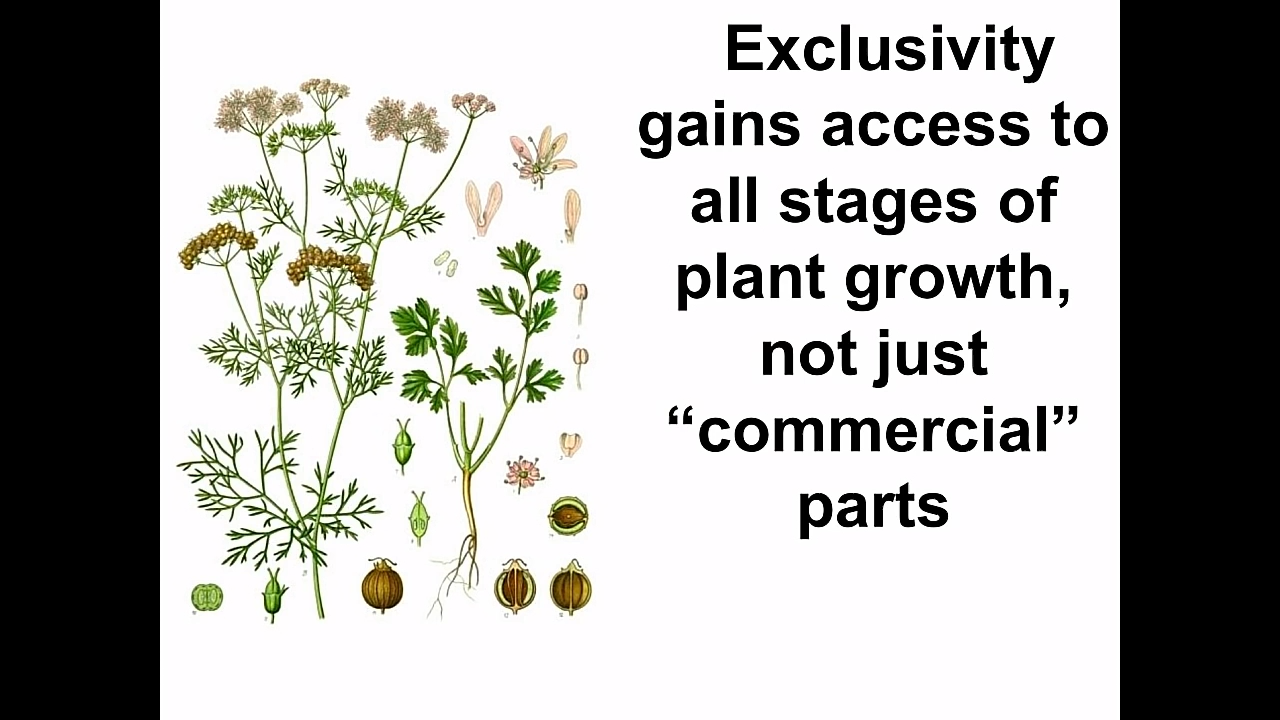 Exclusivity
gains access to
all stages of
plant growth,
not just
“commercial”
parts